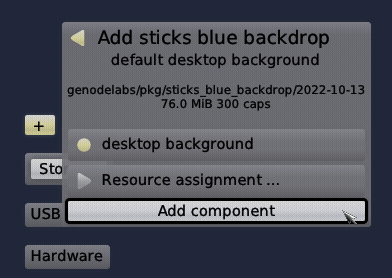 Add sticks blue backdrop
default desktop background
genodelabs/pkg/sticks_blue_backdrop/2022-10-13
76.0 MiB 300 caps
+
desktop background
Sto
Resource assignment ...
USB
Add component
Hardware